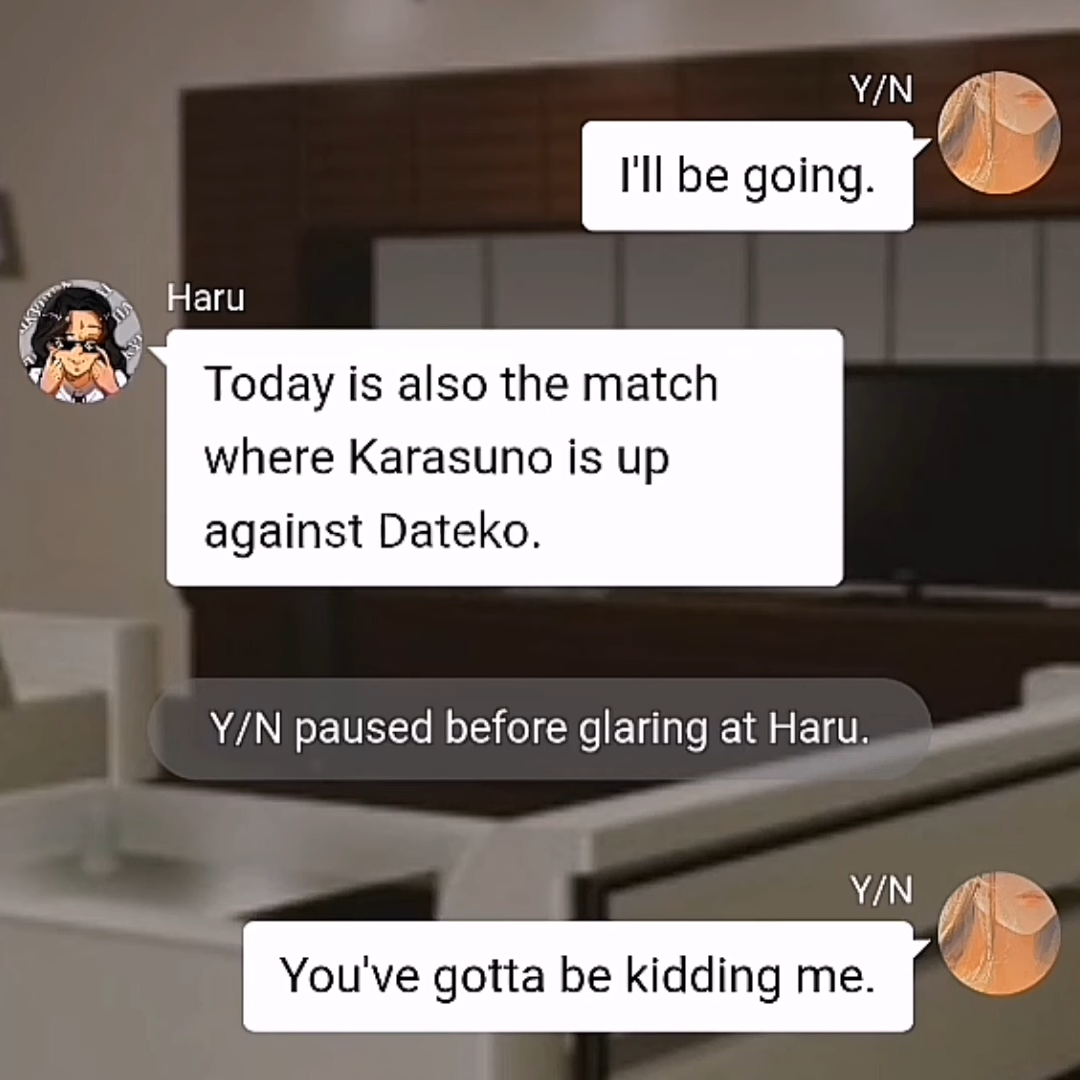 Y/N
I'll be going.
Haru
Today is also the match
where Karasuno is up
against Dateko.
Y/N paused before glaring at Haru.
Y/N
You've gotta be kidding me.